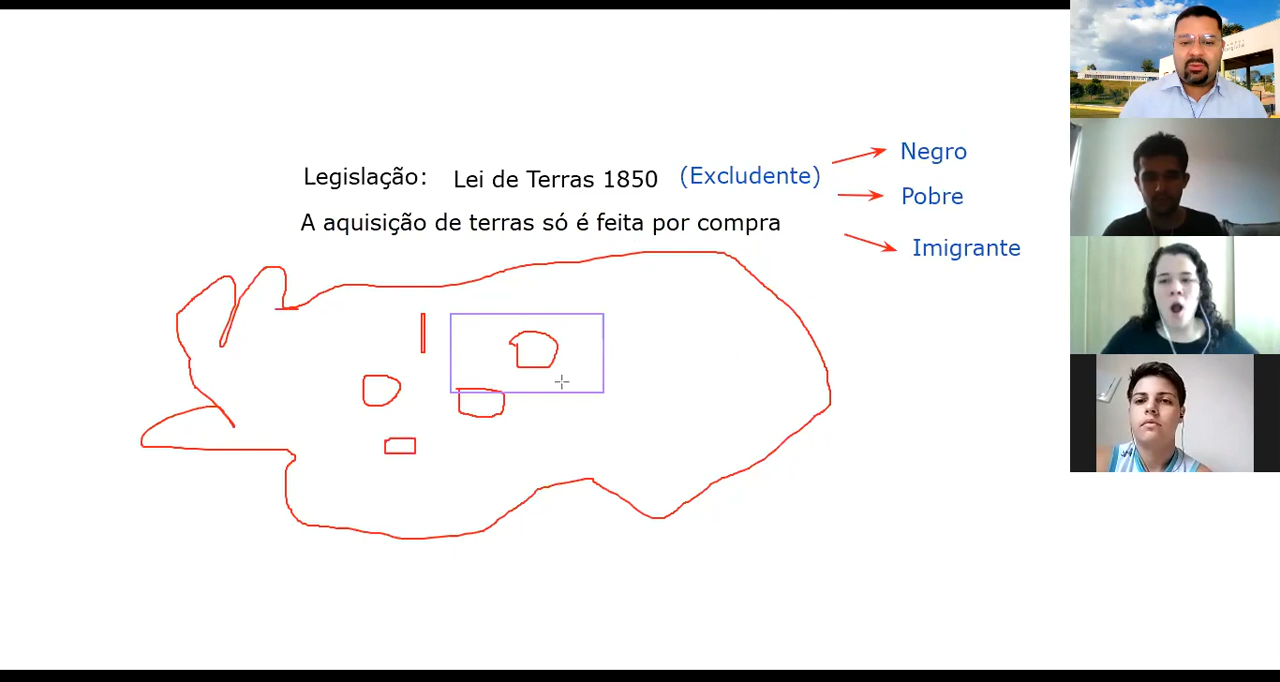 Legislação: Lei de Terras 1850 (Excludente)
A aquisição de terras só é feita por compra
Negro
Pobre
Imigrante